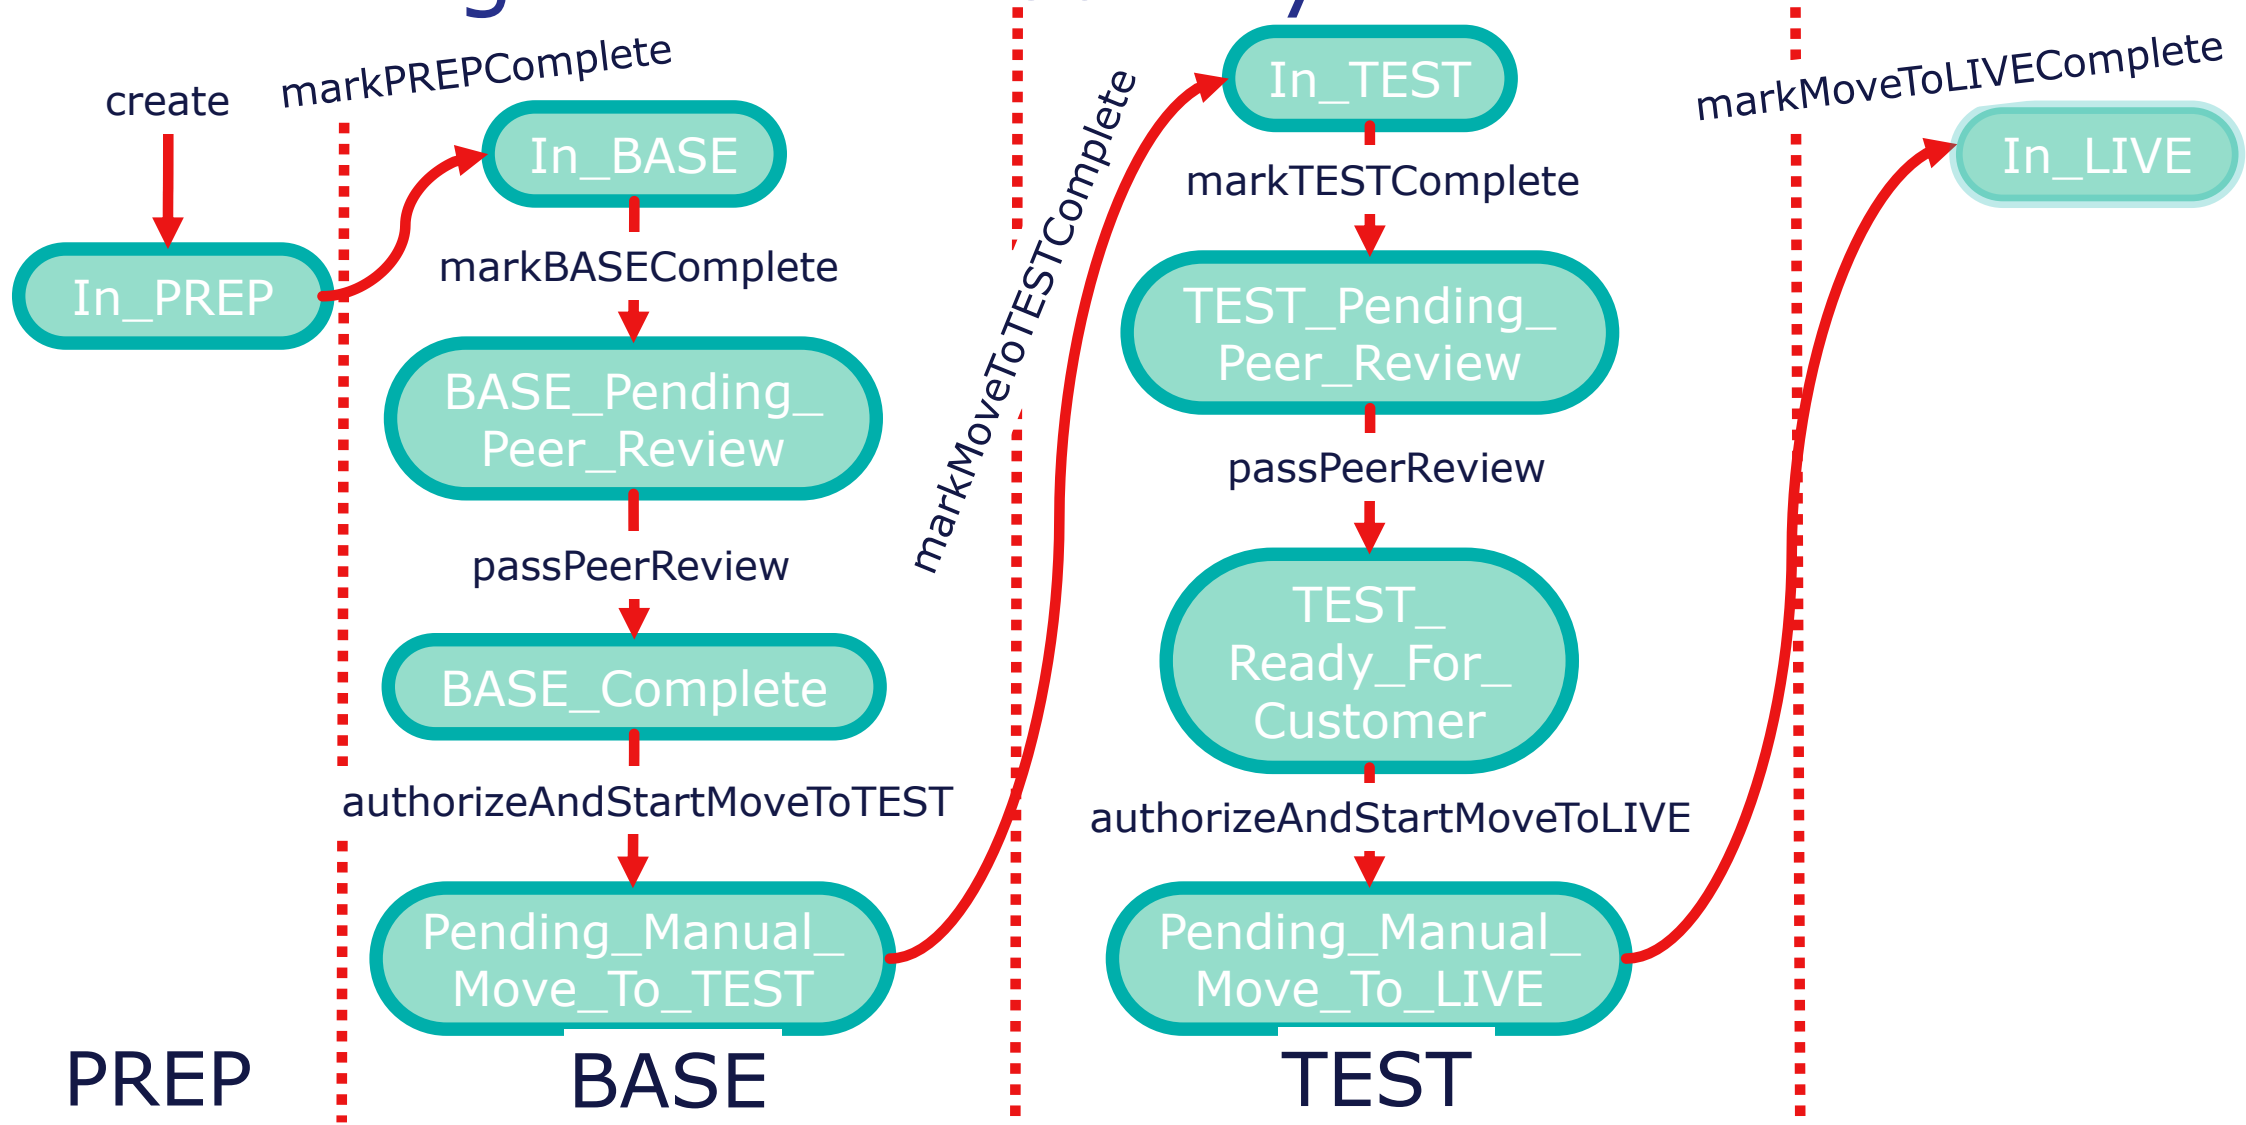 create
In_PREP
PREP
markPREPComplete
In_BASE
markBASEComplete
BASE_Pending_
Peer_Review
passPeerReview
BASE_Complete
authorizeAndStartMoveToTEST
Pending_Manual_
Move_To_TEST
BASE
markMoveToTESTComplete
In_TEST
markTESTComplete
TEST_Pending_
Peer_Review
passPeerReview
TEST_
Ready_For_
Customer
authorizeAndStartMoveToLIVE
Pending_Manual_
Move_To_LIVE
TEST
markMoveToLIVEComplete
In_LIVE